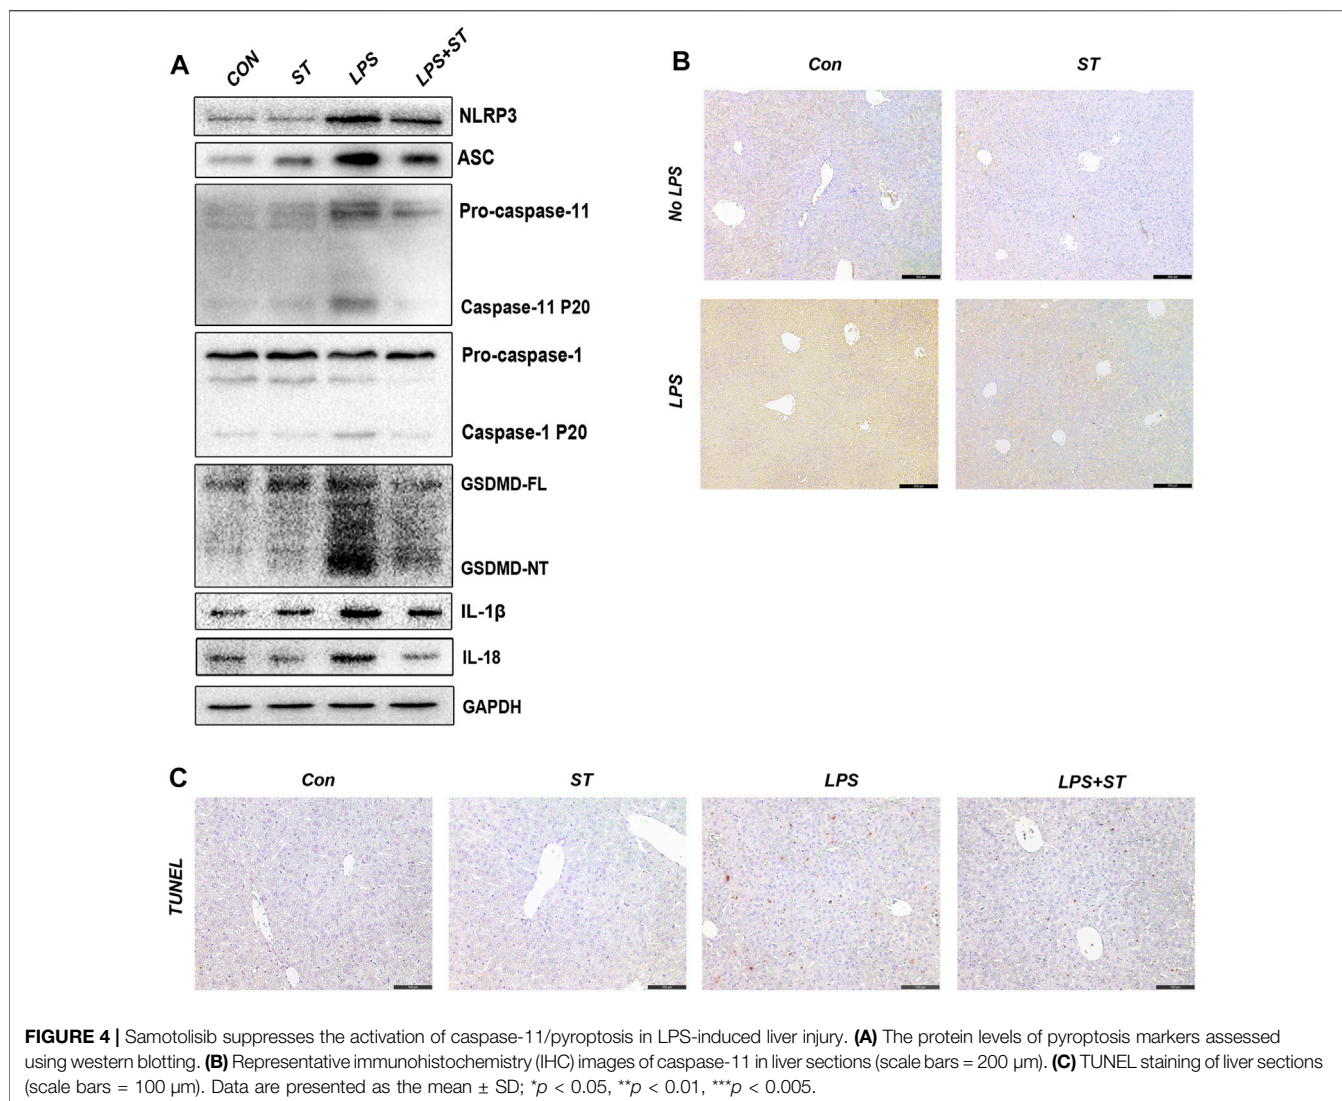 A
CON ST LPS LPS+ST
NLRP3
ASC
Pro-caspase-11
Caspase-11 P20
Pro-caspase-1
Caspase-1 P20
GSDMD-FL
GSDMD-NT
IL-1β
IL-18
GAPDH
B
Con ST
No LPS
LPS
C
Con ST LPS LPS+ST
TUNEL
FIGURE 4 | Samotolisib suppresses the activation of caspase-11/pyroptosis in LPS-induced liver injury. (A) The protein levels of pyroptosis markers assessed
using western blotting. (B) Representative immunohistochemistry (IHC) images of caspase-11 in liver sections (scale bars = 200 μm). (C) TUNEL staining of liver sections
(scale bars = 100 μm). Data are presented as the mean ± SD; *p < 0.05, **p < 0.01, ***p < 0.005.